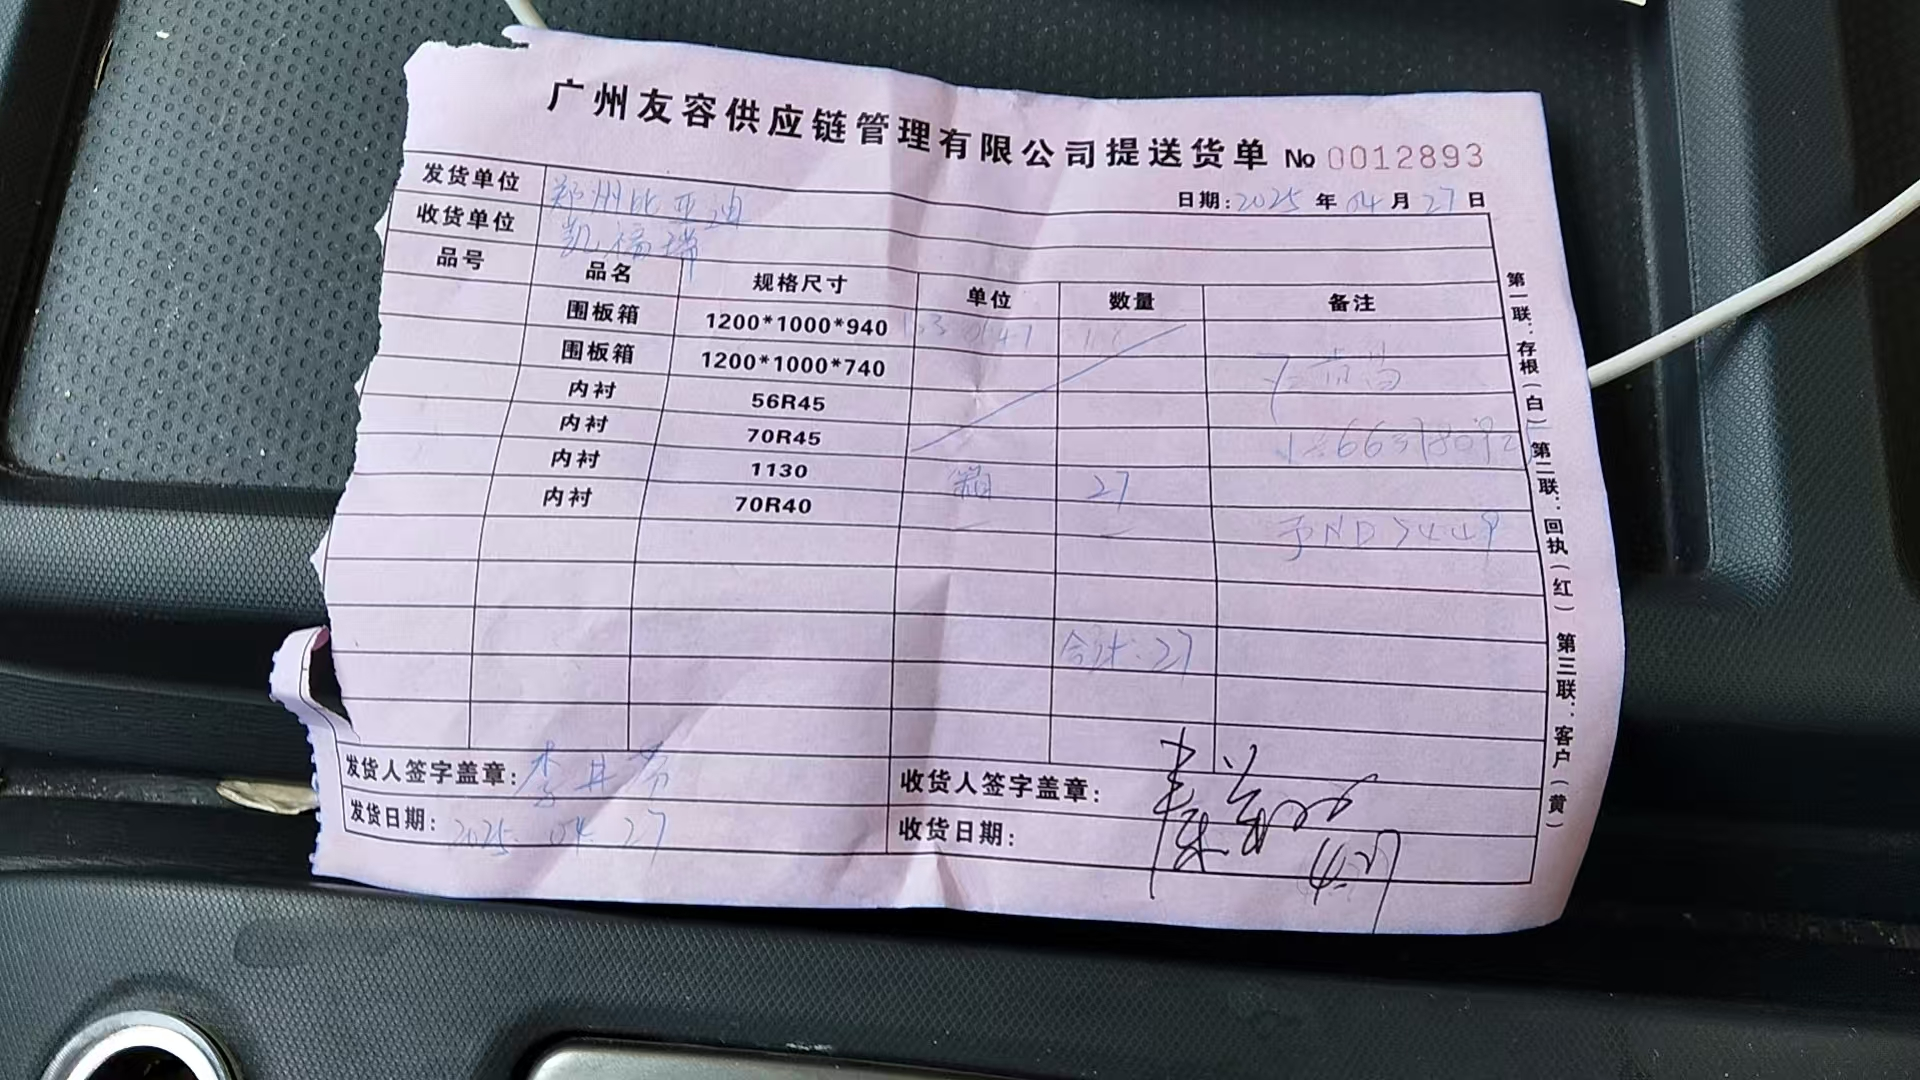 广州友容供应链管理有限公司提送货单 No 0012893
日期: 2025 年 04 月 27 日
发货单位 郑州比亚迪
收货单位 凯福瑞
品号 品名 规格尺寸 单位 数量 备注
围板箱 1200*1000*940
围板箱 1200*1000*740
内衬 56R45
内衬 70R45
内衬 1130 箱 27
内衬 70R40
合计: 27
发货人签字盖章:
收货人签字盖章:
发货日期: 2025.04.27
收货日期: 4.27
第一联:存根(白) 第二联:回执(红) 第三联:客户(黄)